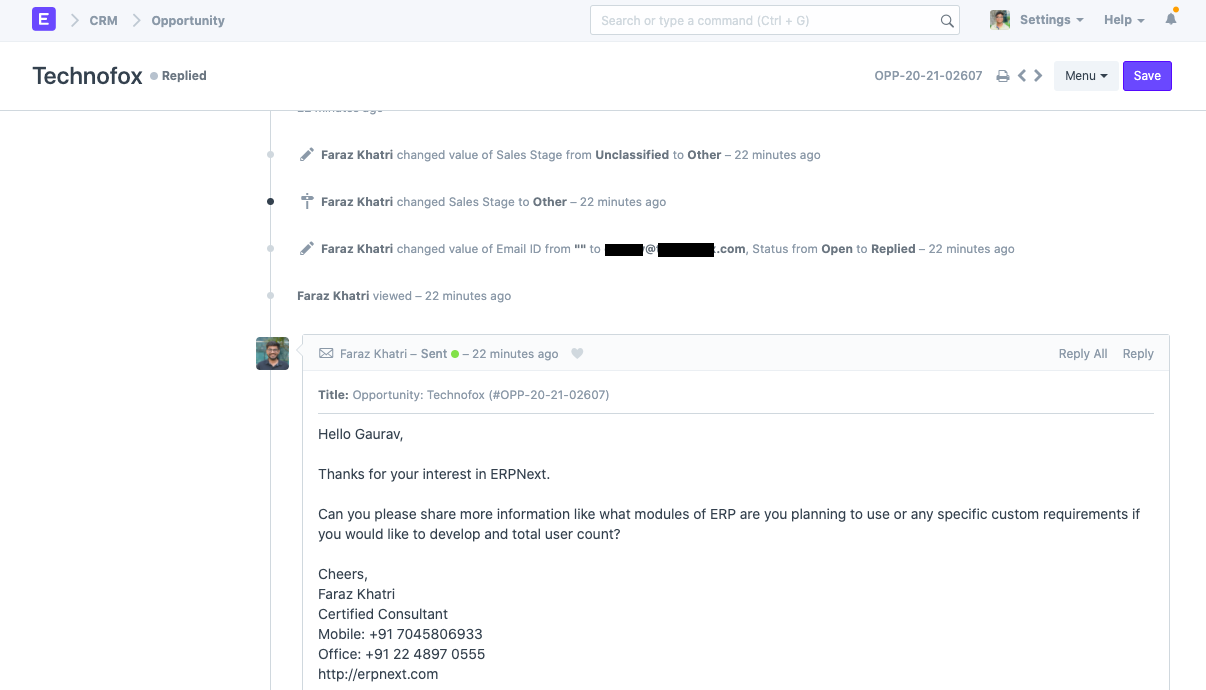 E CRM Opportunity Search or type a command (Ctrl + G) Settings Help
Technofox Replied OPP-20-21-02607 Menu Save
22 minutes ago
Faraz Khatri changed value of Sales Stage from Unclassified to Other – 22 minutes ago
Faraz Khatri changed Sales Stage to Other – 22 minutes ago
Faraz Khatri changed value of Email ID from "" to @ .com, Status from Open to Replied – 22 minutes ago
Faraz Khatri viewed – 22 minutes ago
Faraz Khatri – Sent – 22 minutes ago Reply All Reply
Title: Opportunity: Technofox (#OPP-20-21-02607)
Hello Gaurav,
Thanks for your interest in ERPNext.
Can you please share more information like what modules of ERP are you planning to use or any specific custom requirements if
you would like to develop and total user count?
Cheers,
Faraz Khatri
Certified Consultant
Mobile: +91 7045806933
Office: +91 22 4897 0555
http://erpnext.com